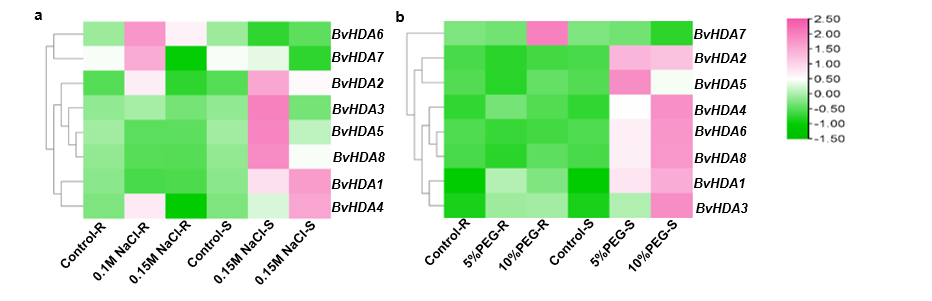 a
BvHDA6
BvHDA7
BvHDA2
BvHDA3
BvHDA5
BvHDA8
BvHDA1
BvHDA4
Control-R
0.1M NaCl-R
0.15M NaCl-R
Control-S
0.15M NaCl-S
0.15M NaCl-S
b
BvHDA7
BvHDA2
BvHDA5
BvHDA4
BvHDA6
BvHDA8
BvHDA1
BvHDA3
Control-R
5%PEG-R
10%PEG-R
Control-S
5%PEG-S
10%PEG-S
2.50
2.00
1.50
1.00
0.50
0.00
-0.50
-1.00
-1.50